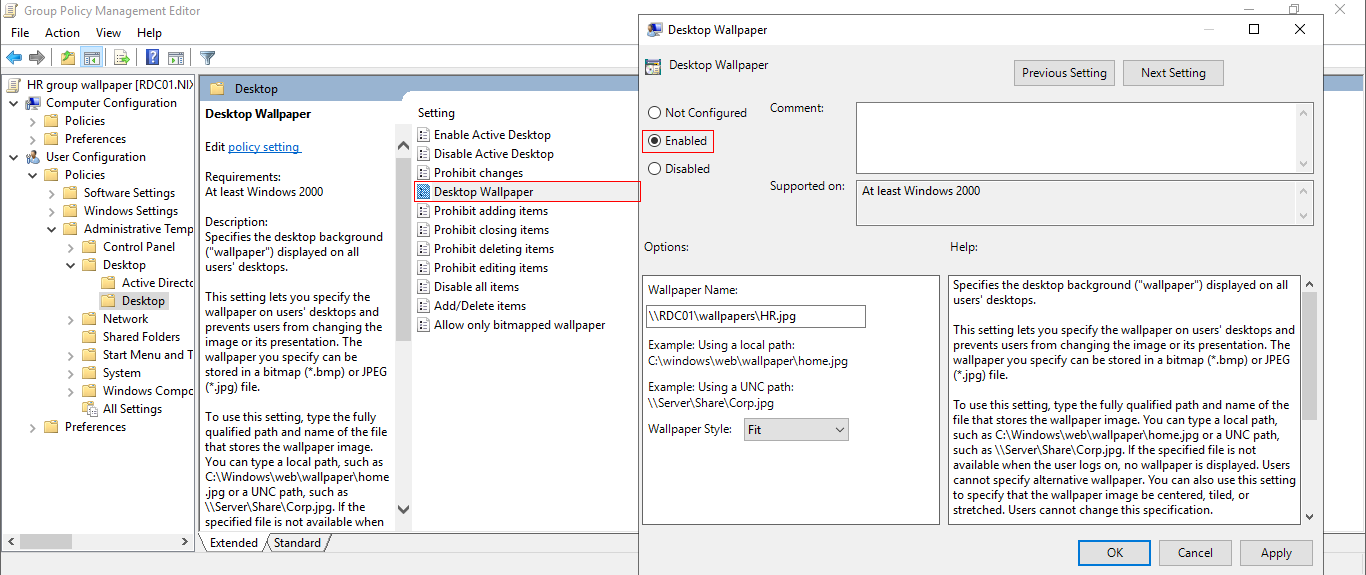 Group Policy Management Editor
File Action View Help
HR group wallpaper [RDC01.NIX
Computer Configuration
Policies
Preferences
User Configuration
Policies
Software Settings
Windows Settings
Administrative Temp
Control Panel
Desktop
Active Directo
Desktop
Network
Shared Folders
Start Menu and T
System
Windows Compo
All Settings
Preferences
Desktop
Desktop Wallpaper
Edit policy setting
Requirements:
At least Windows 2000
Description:
Specifies the desktop background
("wallpaper") displayed on all
users' desktops.
This setting lets you specify the
wallpaper on users' desktops and
prevents users from changing the
image or its presentation. The
wallpaper you specify can be
stored in a bitmap (*.bmp) or JPEG
(*.jpg) file.
To use this setting, type the fully
qualified path and name of the file
that stores the wallpaper image.
You can type a local path, such as
C:\Windows\web\wallpaper\home
.jpg or a UNC path, such as
\\Server\Share\Corp.jpg. If the
specified file is not available when
Setting
Enable Active Desktop
Disable Active Desktop
Prohibit changes
Desktop Wallpaper
Prohibit adding items
Prohibit closing items
Prohibit deleting items
Prohibit editing items
Disable all items
Add/Delete items
Allow only bitmapped wallpaper
Extended Standard
Desktop Wallpaper
Desktop Wallpaper
Previous Setting Next Setting
Not Configured
Enabled
Disabled
Comment:
Supported on:
At least Windows 2000
Options:
Wallpaper Name:
\\RDC01\wallpapers\HR.jpg
Example: Using a local path:
C:\windows\web\wallpaper\home.jpg
Example: Using a UNC path:
\\Server\Share\Corp.jpg
Wallpaper Style: Fit
Help:
Specifies the desktop background ("wallpaper") displayed on all
users' desktops.
This setting lets you specify the wallpaper on users' desktops and
prevents users from changing the image or its presentation. The
wallpaper you specify can be stored in a bitmap (*.bmp) or JPEG
(*.jpg) file.
To use this setting, type the fully qualified path and name of the
file that stores the wallpaper image. You can type a local path,
such as C:\Windows\web\wallpaper\home.jpg or a UNC path,
such as \\Server\Share\Corp.jpg. If the specified file is not
available when the user logs on, no wallpaper is displayed. Users
cannot specify alternative wallpaper. You can also use this setting
to specify that the wallpaper image be centered, tiled, or
stretched. Users cannot change this specification.
OK Cancel Apply